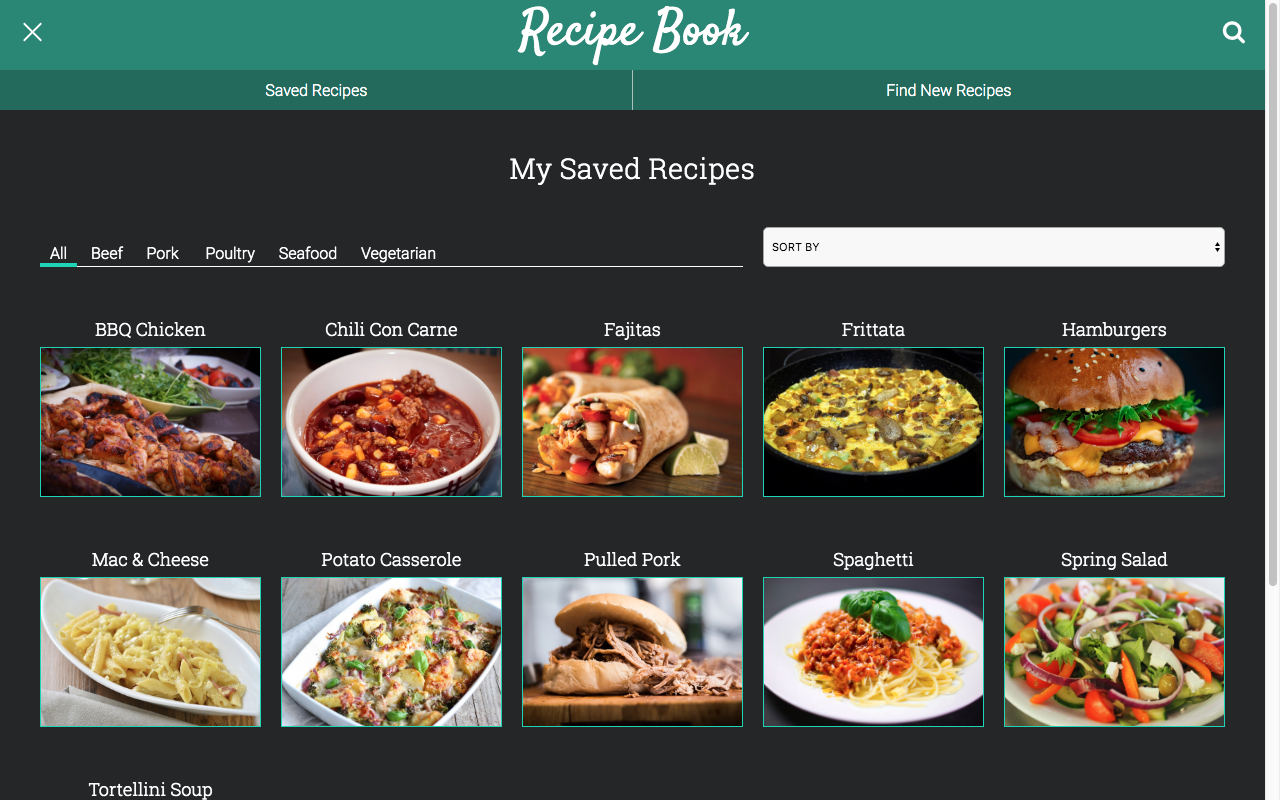 Recipe Book
Saved Recipes
Find New Recipes
My Saved Recipes
All Beef Pork Poultry Seafood Vegetarian
SORT BY
BBQ Chicken
Chili Con Carne
Fajitas
Frittata
Hamburgers
Mac & Cheese
Potato Casserole
Pulled Pork
Spaghetti
Spring Salad
Tortellini Soup